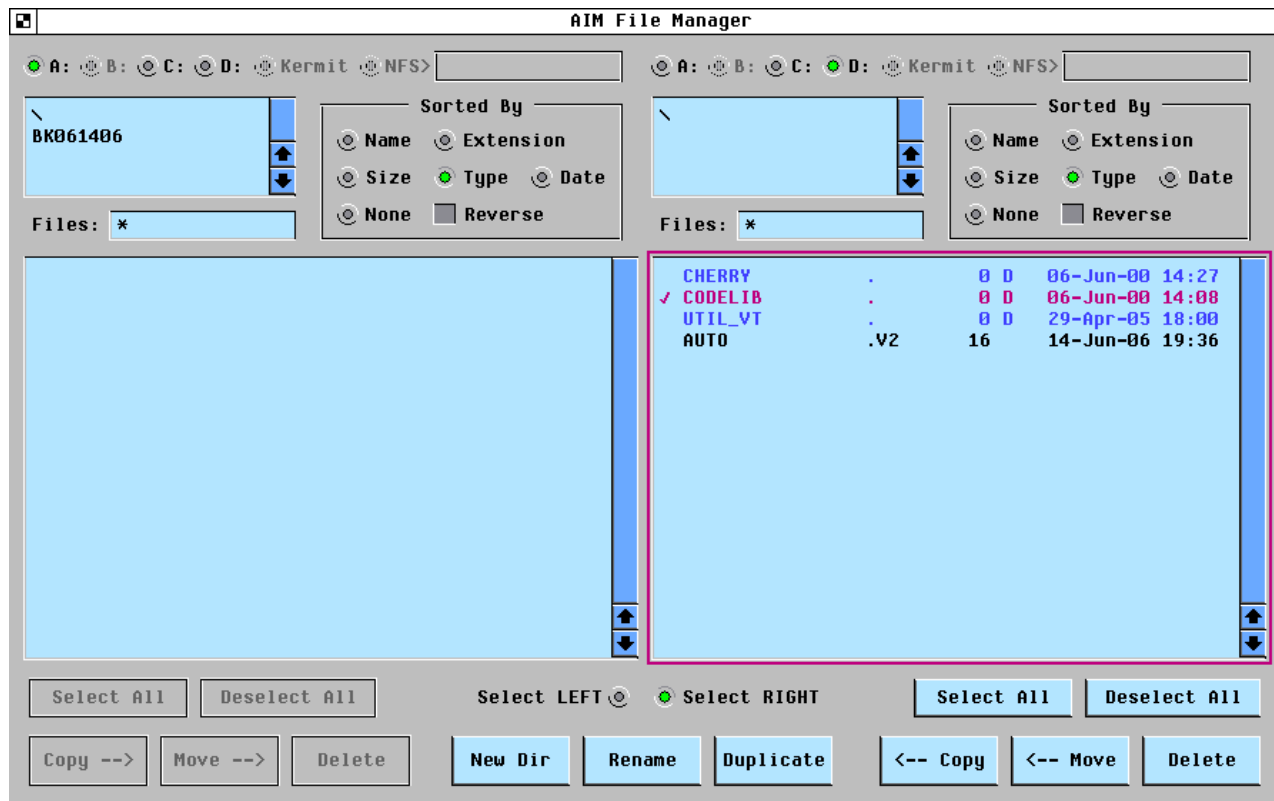 AIM File Manager
A: B: C: D: Kermit NFS>
A: B: C: D: Kermit NFS>
\
BK061406
Sorted By
Name Extension
Size Type Date
None Reverse
Files: *
\
Sorted By
Name Extension
Size Type Date
None Reverse
Files: *
CHERRY . 0 D 06-Jun-00 14:27
✓ CODELIB . 0 D 06-Jun-00 14:08
UTIL_VT . 0 D 29-Apr-05 18:00
AUTO .V2 16 14-Jun-06 19:36
Select All Deselect All Select LEFT Select RIGHT Select All Deselect All
Copy --> Move --> Delete New Dir Rename Duplicate <-- Copy <-- Move Delete